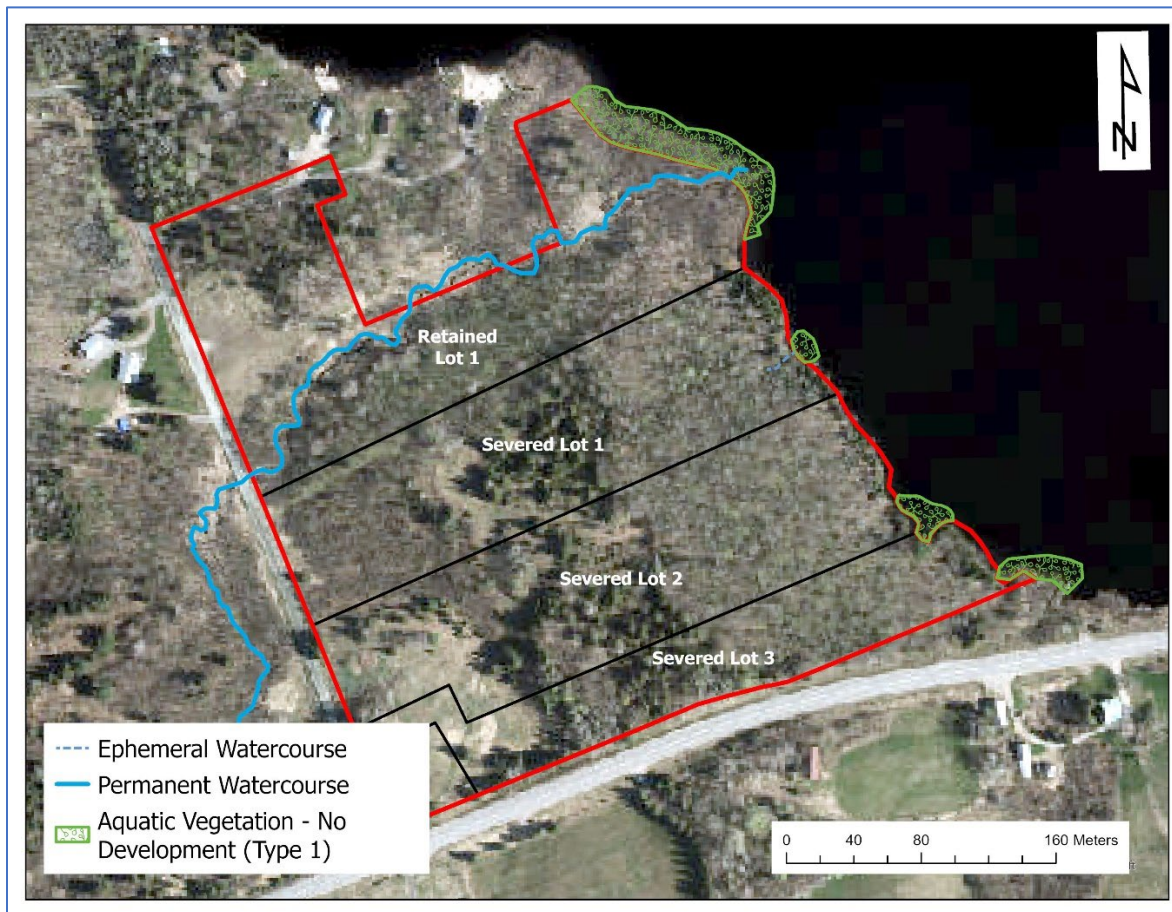 N
Retained
Lot 1
Severed Lot 1
Severed Lot 2
Severed Lot 3
Ephemeral Watercourse
Permanent Watercourse
Aquatic Vegetation - No
Development (Type 1)
0 40 80 160 Meters